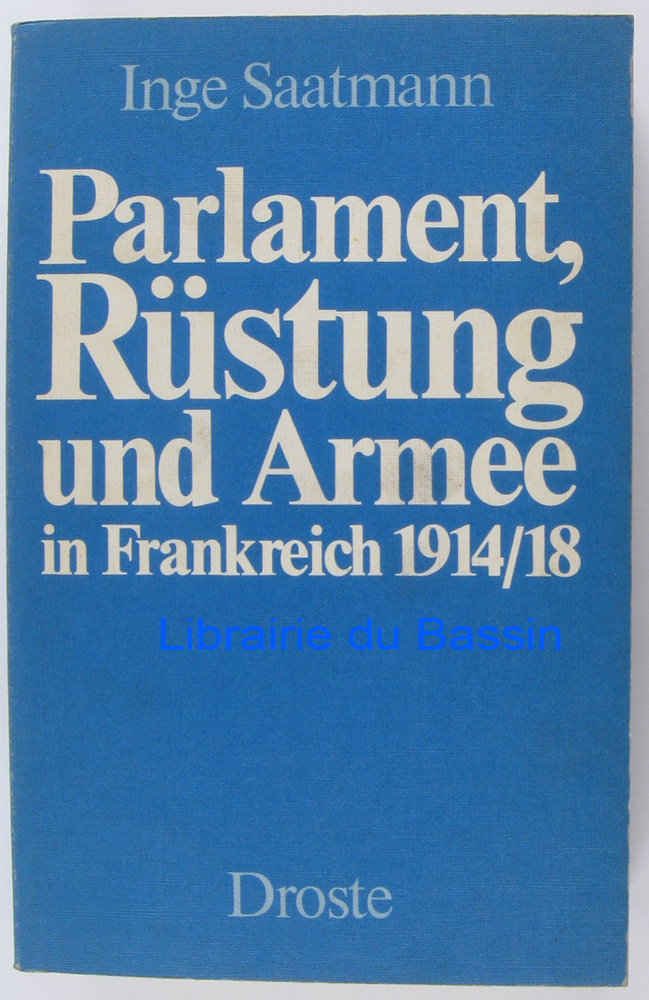 Inge Saatmann
Parlament,
Rüstung
und Armee
in Frankreich 1914/18
Librairie du Bassin
Droste